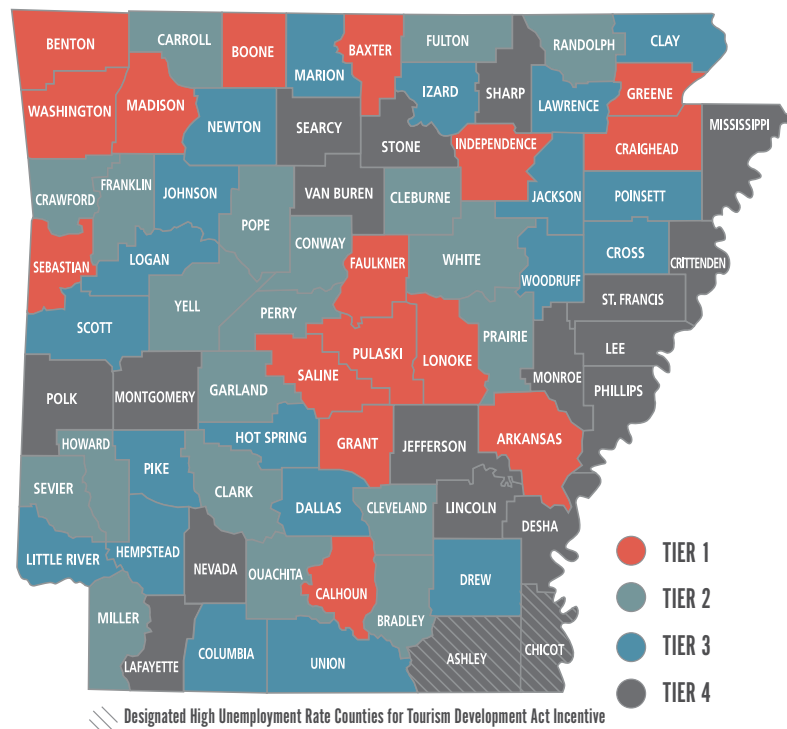 BENTON
CARROLL
BOONE
MARION
BAXTER
FULTON
RANDOLPH
CLAY
WASHINGTON
MADISON
NEWTON
SEARCY
STONE
IZARD
SHARP
LAWRENCE
GREENE
MISSISSIPPI
INDEPENDENCE
CRAIGHEAD
CRAWFORD
FRANKLIN
JOHNSON
POPE
VAN BUREN
CLEBURNE
JACKSON
POINSETT
SEBASTIAN
LOGAN
CONWAY
FAULKNER
WHITE
WOODRUFF
CROSS
CRITTENDEN
SCOTT
YELL
PERRY
ST. FRANCIS
SALINE
PULASKI
LONOKE
PRAIRIE
LEE
MONROE
PHILLIPS
POLK
MONTGOMERY
GARLAND
HOWARD
PIKE
HOT SPRING
GRANT
JEFFERSON
ARKANSAS
SEVIER
CLARK
DALLAS
CLEVELAND
LINCOLN
DESHA
LITTLE RIVER
HEMPSTEAD
NEVADA
OUACHITA
CALHOUN
DREW
MILLER
BRADLEY
LAFAYETTE
COLUMBIA
UNION
ASHLEY
CHICOT
TIER 1
TIER 2
TIER 3
TIER 4
Designated High Unemployment Rate Counties for Tourism Development Act Incentive